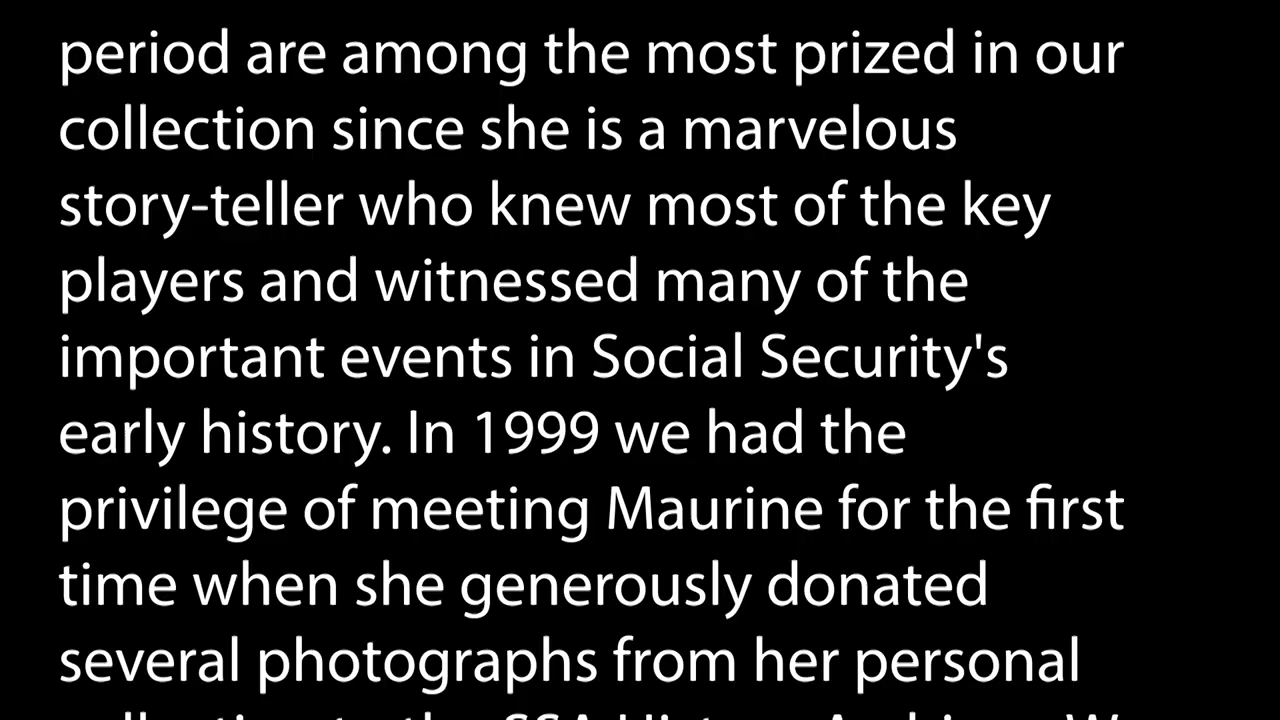 period are among the most prized in our
collection since she is a marvelous
story-teller who knew most of the key
players and witnessed many of the
important events in Social Security's
early history. In 1999 we had the
privilege of meeting Maurine for the first
time when she generously donated
several photographs from her personal